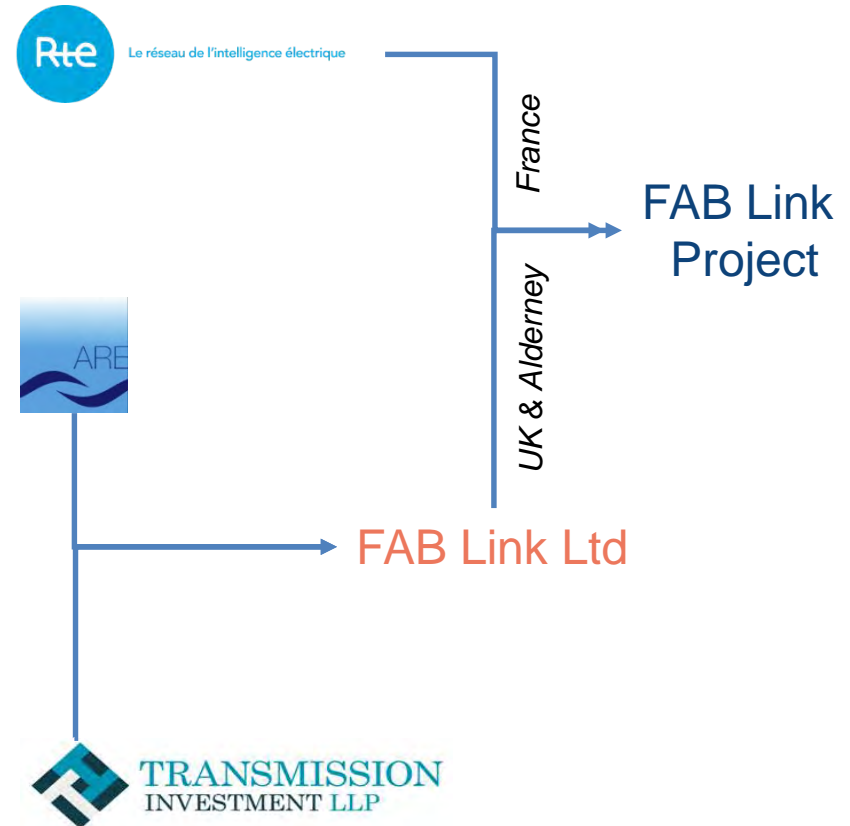 Rte
Le réseau de l'intelligence électrique
France
FAB Link
Project
ARE
UK & Alderney
FAB Link Ltd
TRANSMISSION
INVESTMENT LLP